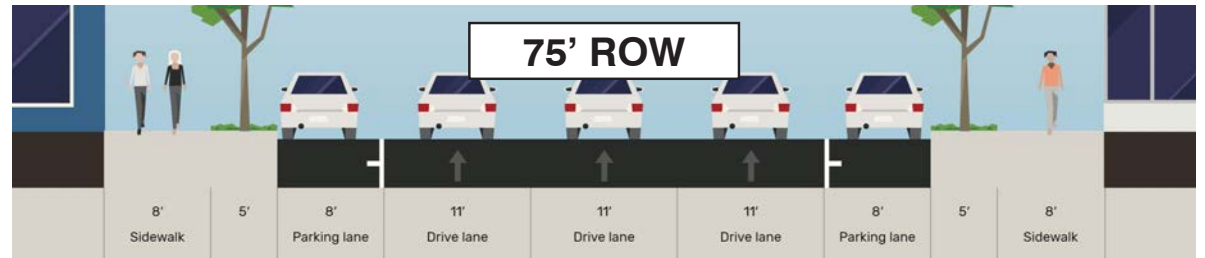 75’ ROW
8’ 5’ 8’ 11’ 11’ 11’ 8’ 5’ 8’
Sidewalk Parking lane Drive lane Drive lane Drive lane Parking lane Sidewalk